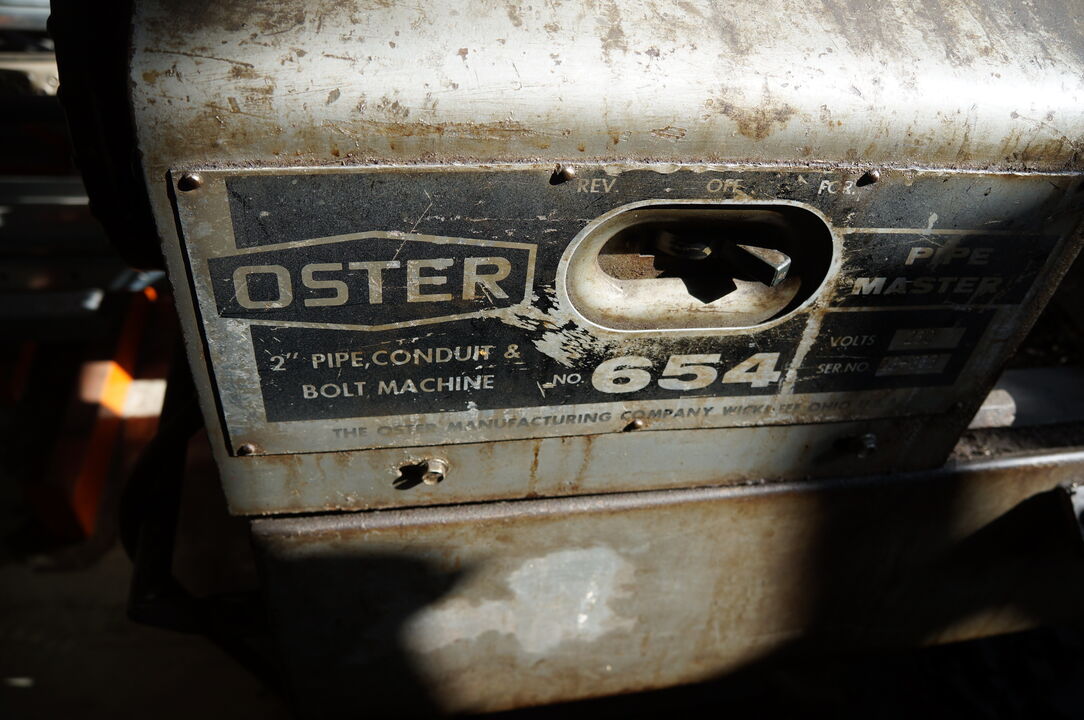 REV. OFF FOR.
OSTER
PIPE
MASTER
2" PIPE, CONDUIT &
BOLT MACHINE
NO. 654
VOLTS
SER.NO.
THE OSTER MANUFACTURING COMPANY WICKLIFFE OHIO